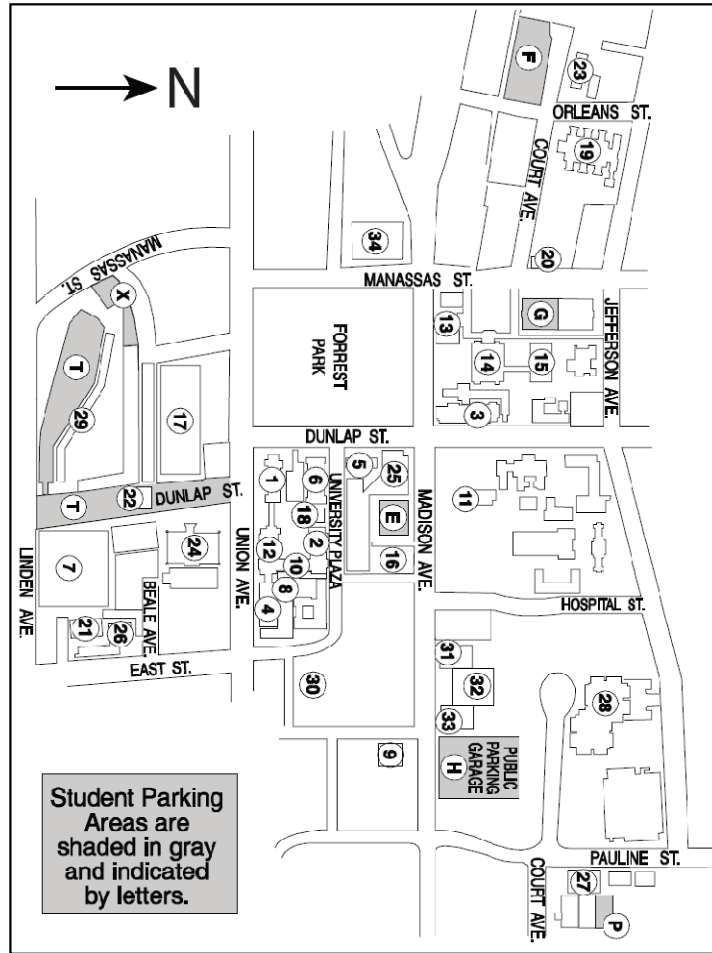 N
F
23
ORLEANS ST.
COURT AVE.
19
34
20
MANASSAS ST.
MANASSAS ST.
X
G
JEFFERSON AVE.
13
FORREST
PARK
14
15
T
29
17
3
DUNLAP ST.
5
25
1
6
UNIVERSITY PLAZA
MADISON AVE.
11
22
DUNLAP ST.
T
18
E
2
24
12
16
10
7
UNION AVE.
8
LINDEN AVE.
BEALE AVE.
4
HOSPITAL ST.
21
26
31
EAST ST.
30
32
28
33
9
H
PUBLIC
PARKING
GARAGE
Student Parking
Areas are
shaded in gray
and indicated
by letters.
PAULINE ST.
COURT AVE.
27
P